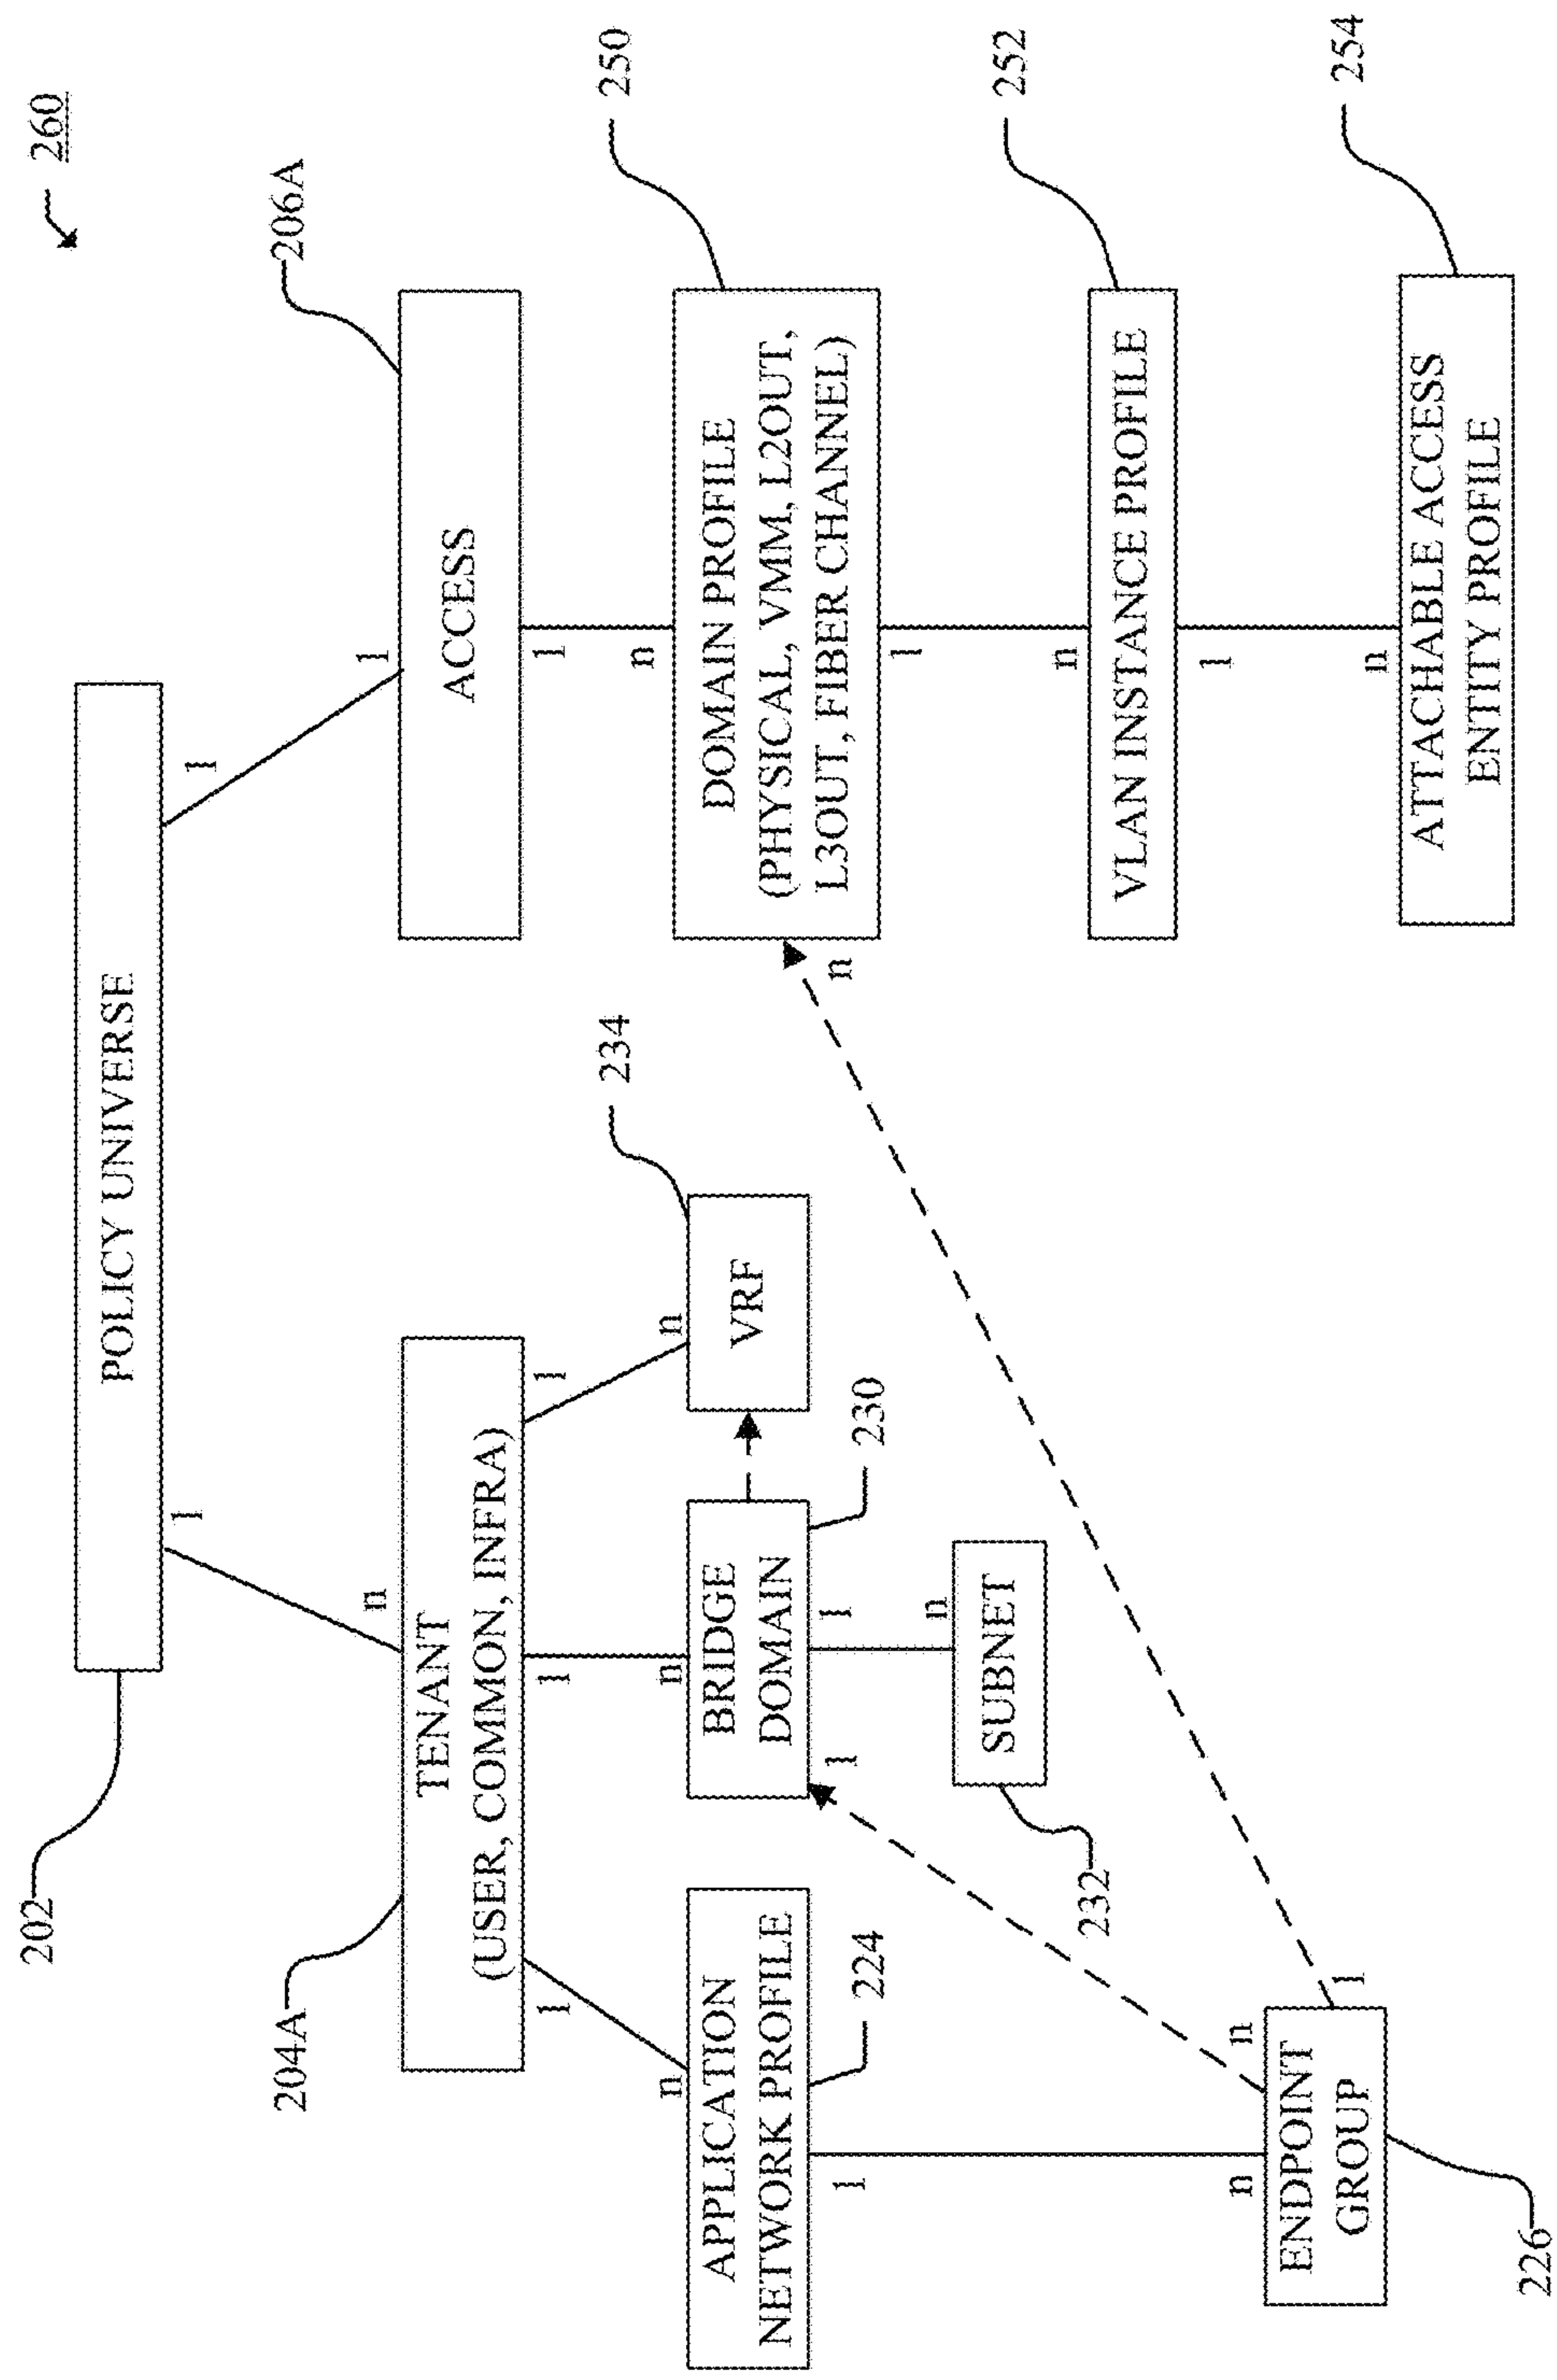 260
POLICY UNIVERSE
202
1
1
n
1
204A
TENANT
(USER, COMMON, INFRA)
206A
ACCESS
1
1
1
1
n
n
n
n
APPLICATION
NETWORK PROFILE
224
BRIDGE
DOMAIN
230
VRF
234
DOMAIN PROFILE
(PHYSICAL, VMM, L2OUT,
L3OUT, FIBER CHANNEL)
250
1
1
1
n
1
n
SUBNET
232
n
VLAN INSTANCE PROFILE
252
1
n
n
n
ENDPOINT
GROUP
226
1
ATTACHABLE ACCESS
ENTITY PROFILE
254